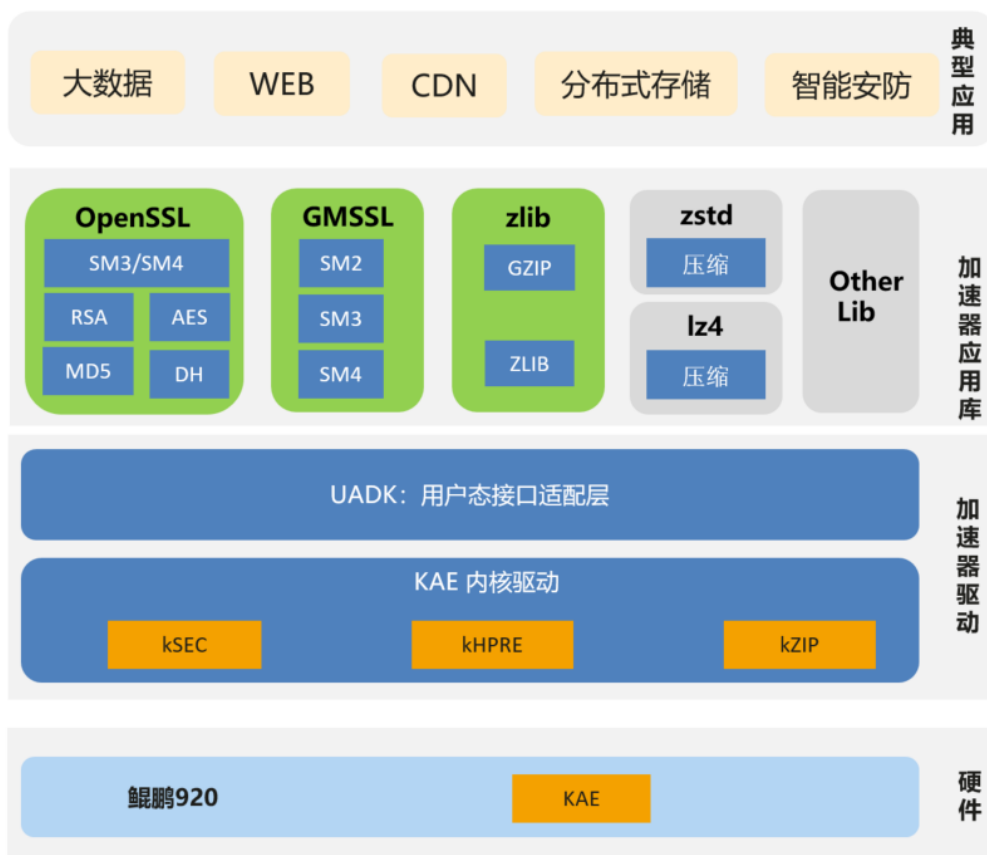 大数据
WEB
CDN
分布式存储
智能安防
典型应用
OpenSSL
SM3/SM4
RSA
AES
MD5
DH
GMSSL
SM2
SM3
SM4
zlib
GZIP
ZLIB
zstd
压缩
lz4
压缩
Other
Lib
加速器应用库
UADK：用户态接口适配层
KAE 内核驱动
kSEC
kHPRE
kZIP
加速器驱动
鲲鹏920
KAE
硬件